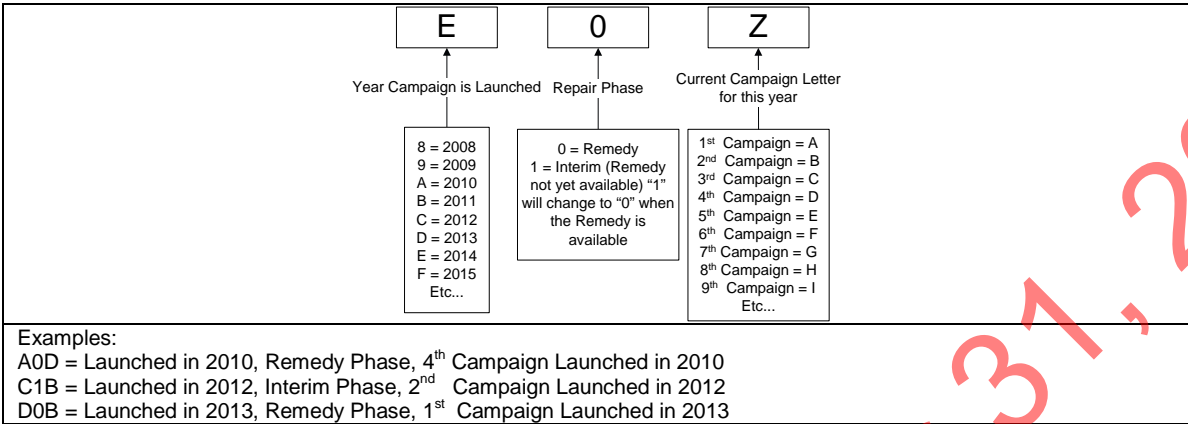 E 0 Z
Year Campaign is Launched
Repair Phase
Current Campaign Letter
for this year
8 = 2008
9 = 2009
A = 2010
B = 2011
C = 2012
D = 2013
E = 2014
F = 2015
Etc...
0 = Remedy
1 = Interim (Remedy
not yet available) “1”
will change to “0” when
the Remedy is
available
1st Campaign = A
2nd Campaign = B
3rd Campaign = C
4th Campaign = D
5th Campaign = E
6th Campaign = F
7th Campaign = G
8th Campaign = H
9th Campaign = I
Etc...
Examples:
A0D = Launched in 2010, Remedy Phase, 4th Campaign Launched in 2010
C1B = Launched in 2012, Interim Phase, 2nd Campaign Launched in 2012
D0B = Launched in 2013, Remedy Phase, 1st Campaign Launched in 2013
31, 2